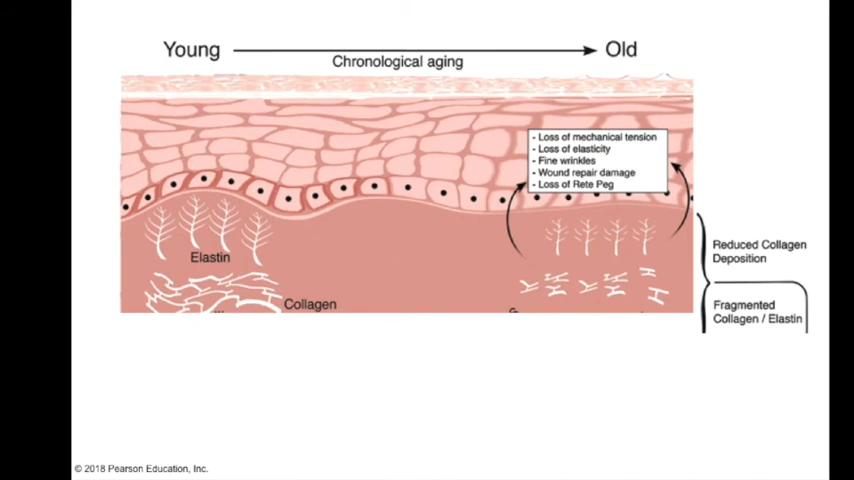 Young
Old
Chronological aging
- Loss of mechanical tension
- Loss of elasticity
- Fine wrinkles
- Wound repair damage
- Loss of Rete Peg
Elastin
Collagen
Reduced Collagen
Deposition
Fragmented
Collagen / Elastin
© 2018 Pearson Education, Inc.